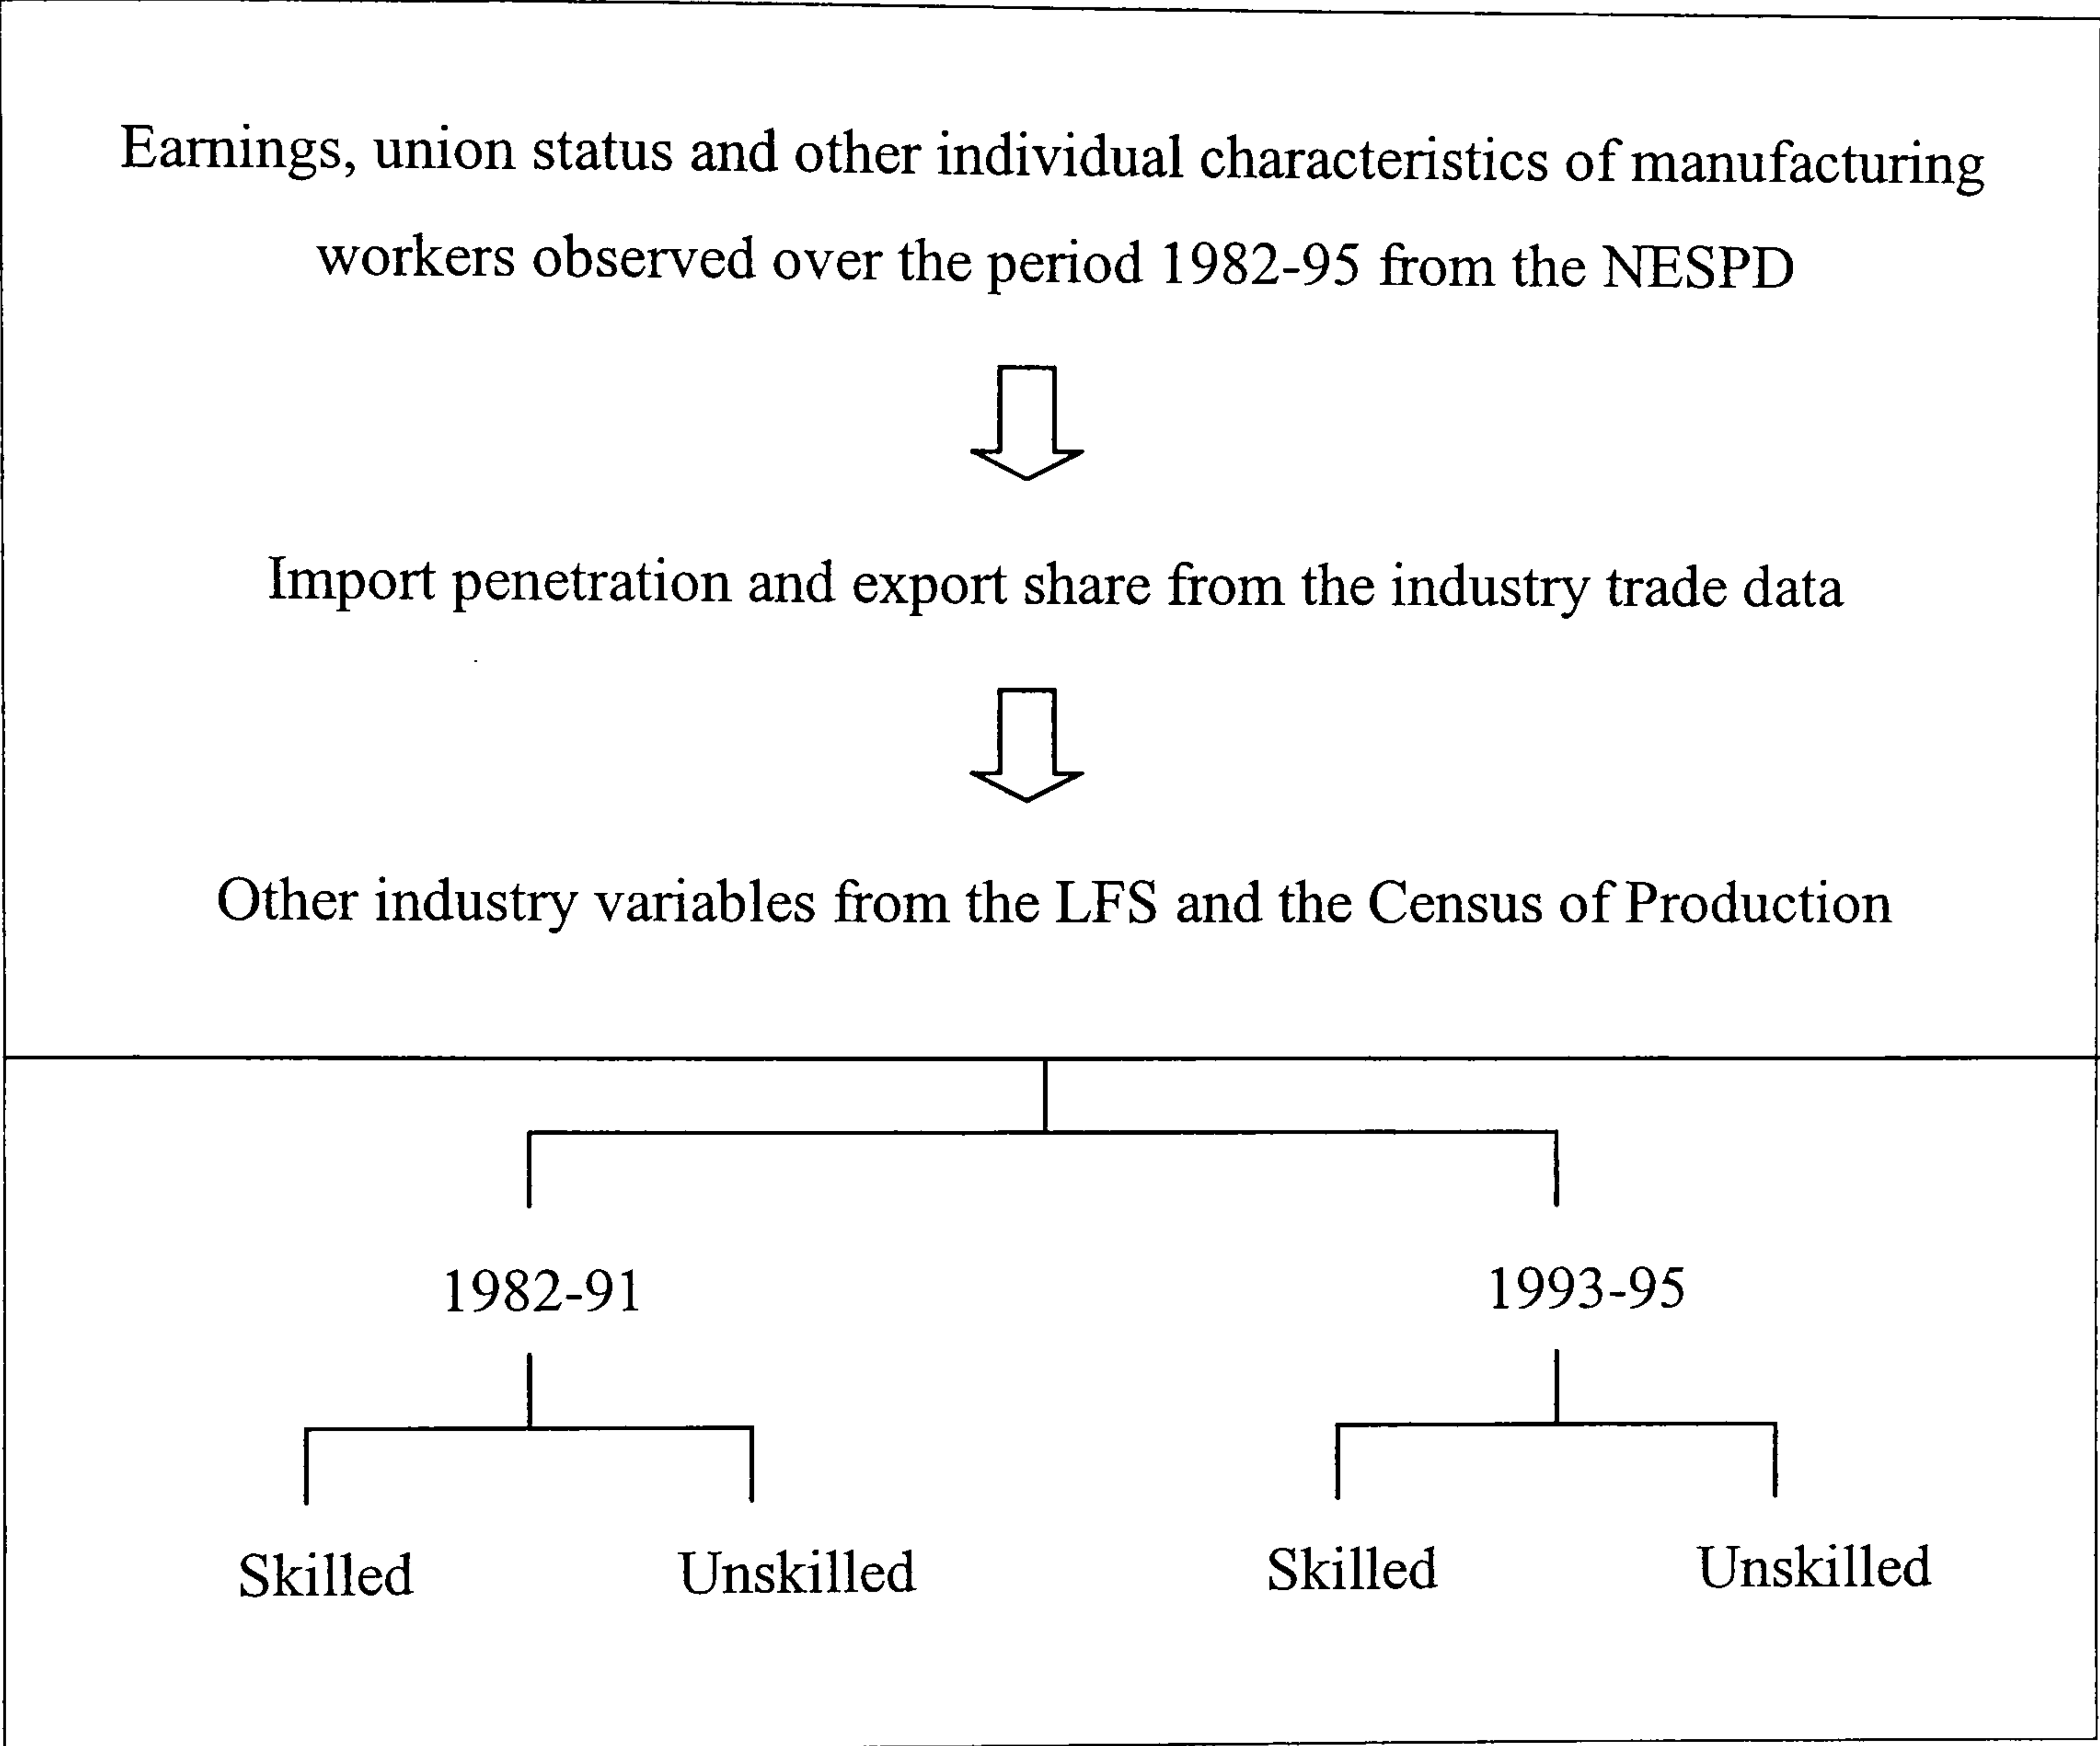 Earnings, union status and other individual characteristics of manufacturing
workers observed over the period 1982-95 from the NESPD
Import penetration and export share from the industry trade data
Other industry variables from the LFS and the Census of Production
1982-91
1993-95
Skilled
Unskilled
Skilled
Unskilled